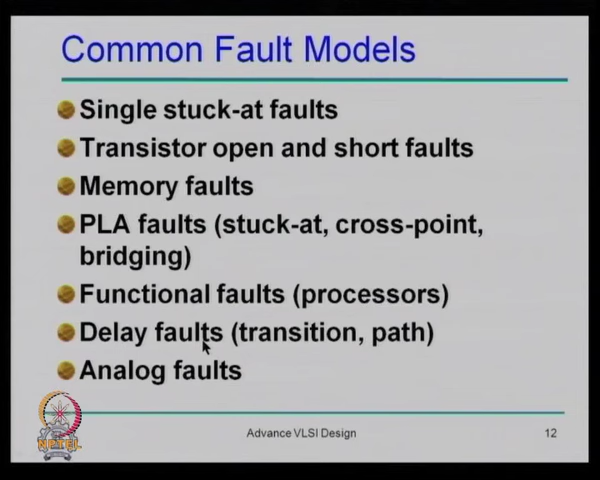 Common Fault Models
Single stuck-at faults
Transistor open and short faults
Memory faults
PLA faults (stuck-at, cross-point,
bridging)
Functional faults (processors)
Delay faults (transition, path)
Analog faults
NPTEL
Advance VLSI Design
12